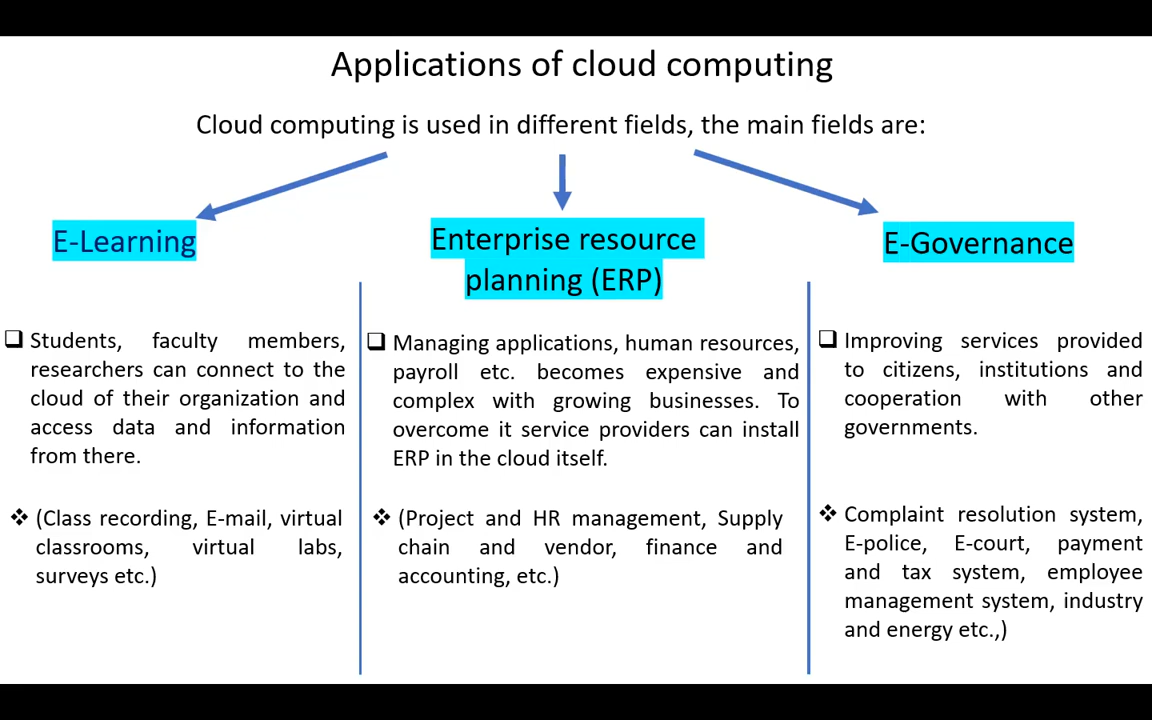 Applications of cloud computing
Cloud computing is used in different fields, the main fields are:
E-Learning
Students, faculty members,
researchers can connect to the
cloud of their organization and
access data and information
from there.
(Class recording, E-mail, virtual
classrooms, virtual labs,
surveys etc.)
Enterprise resource
planning (ERP)
Managing applications, human resources,
payroll etc. becomes expensive and
complex with growing businesses. To
overcome it service providers can install
ERP in the cloud itself.
(Project and HR management, Supply
chain and vendor, finance and
accounting, etc.)
E-Governance
Improving services provided
to citizens, institutions and
cooperation with other
governments.
Complaint resolution system,
E-police, E-court, payment
and tax system, employee
management system, industry
and energy etc.,)